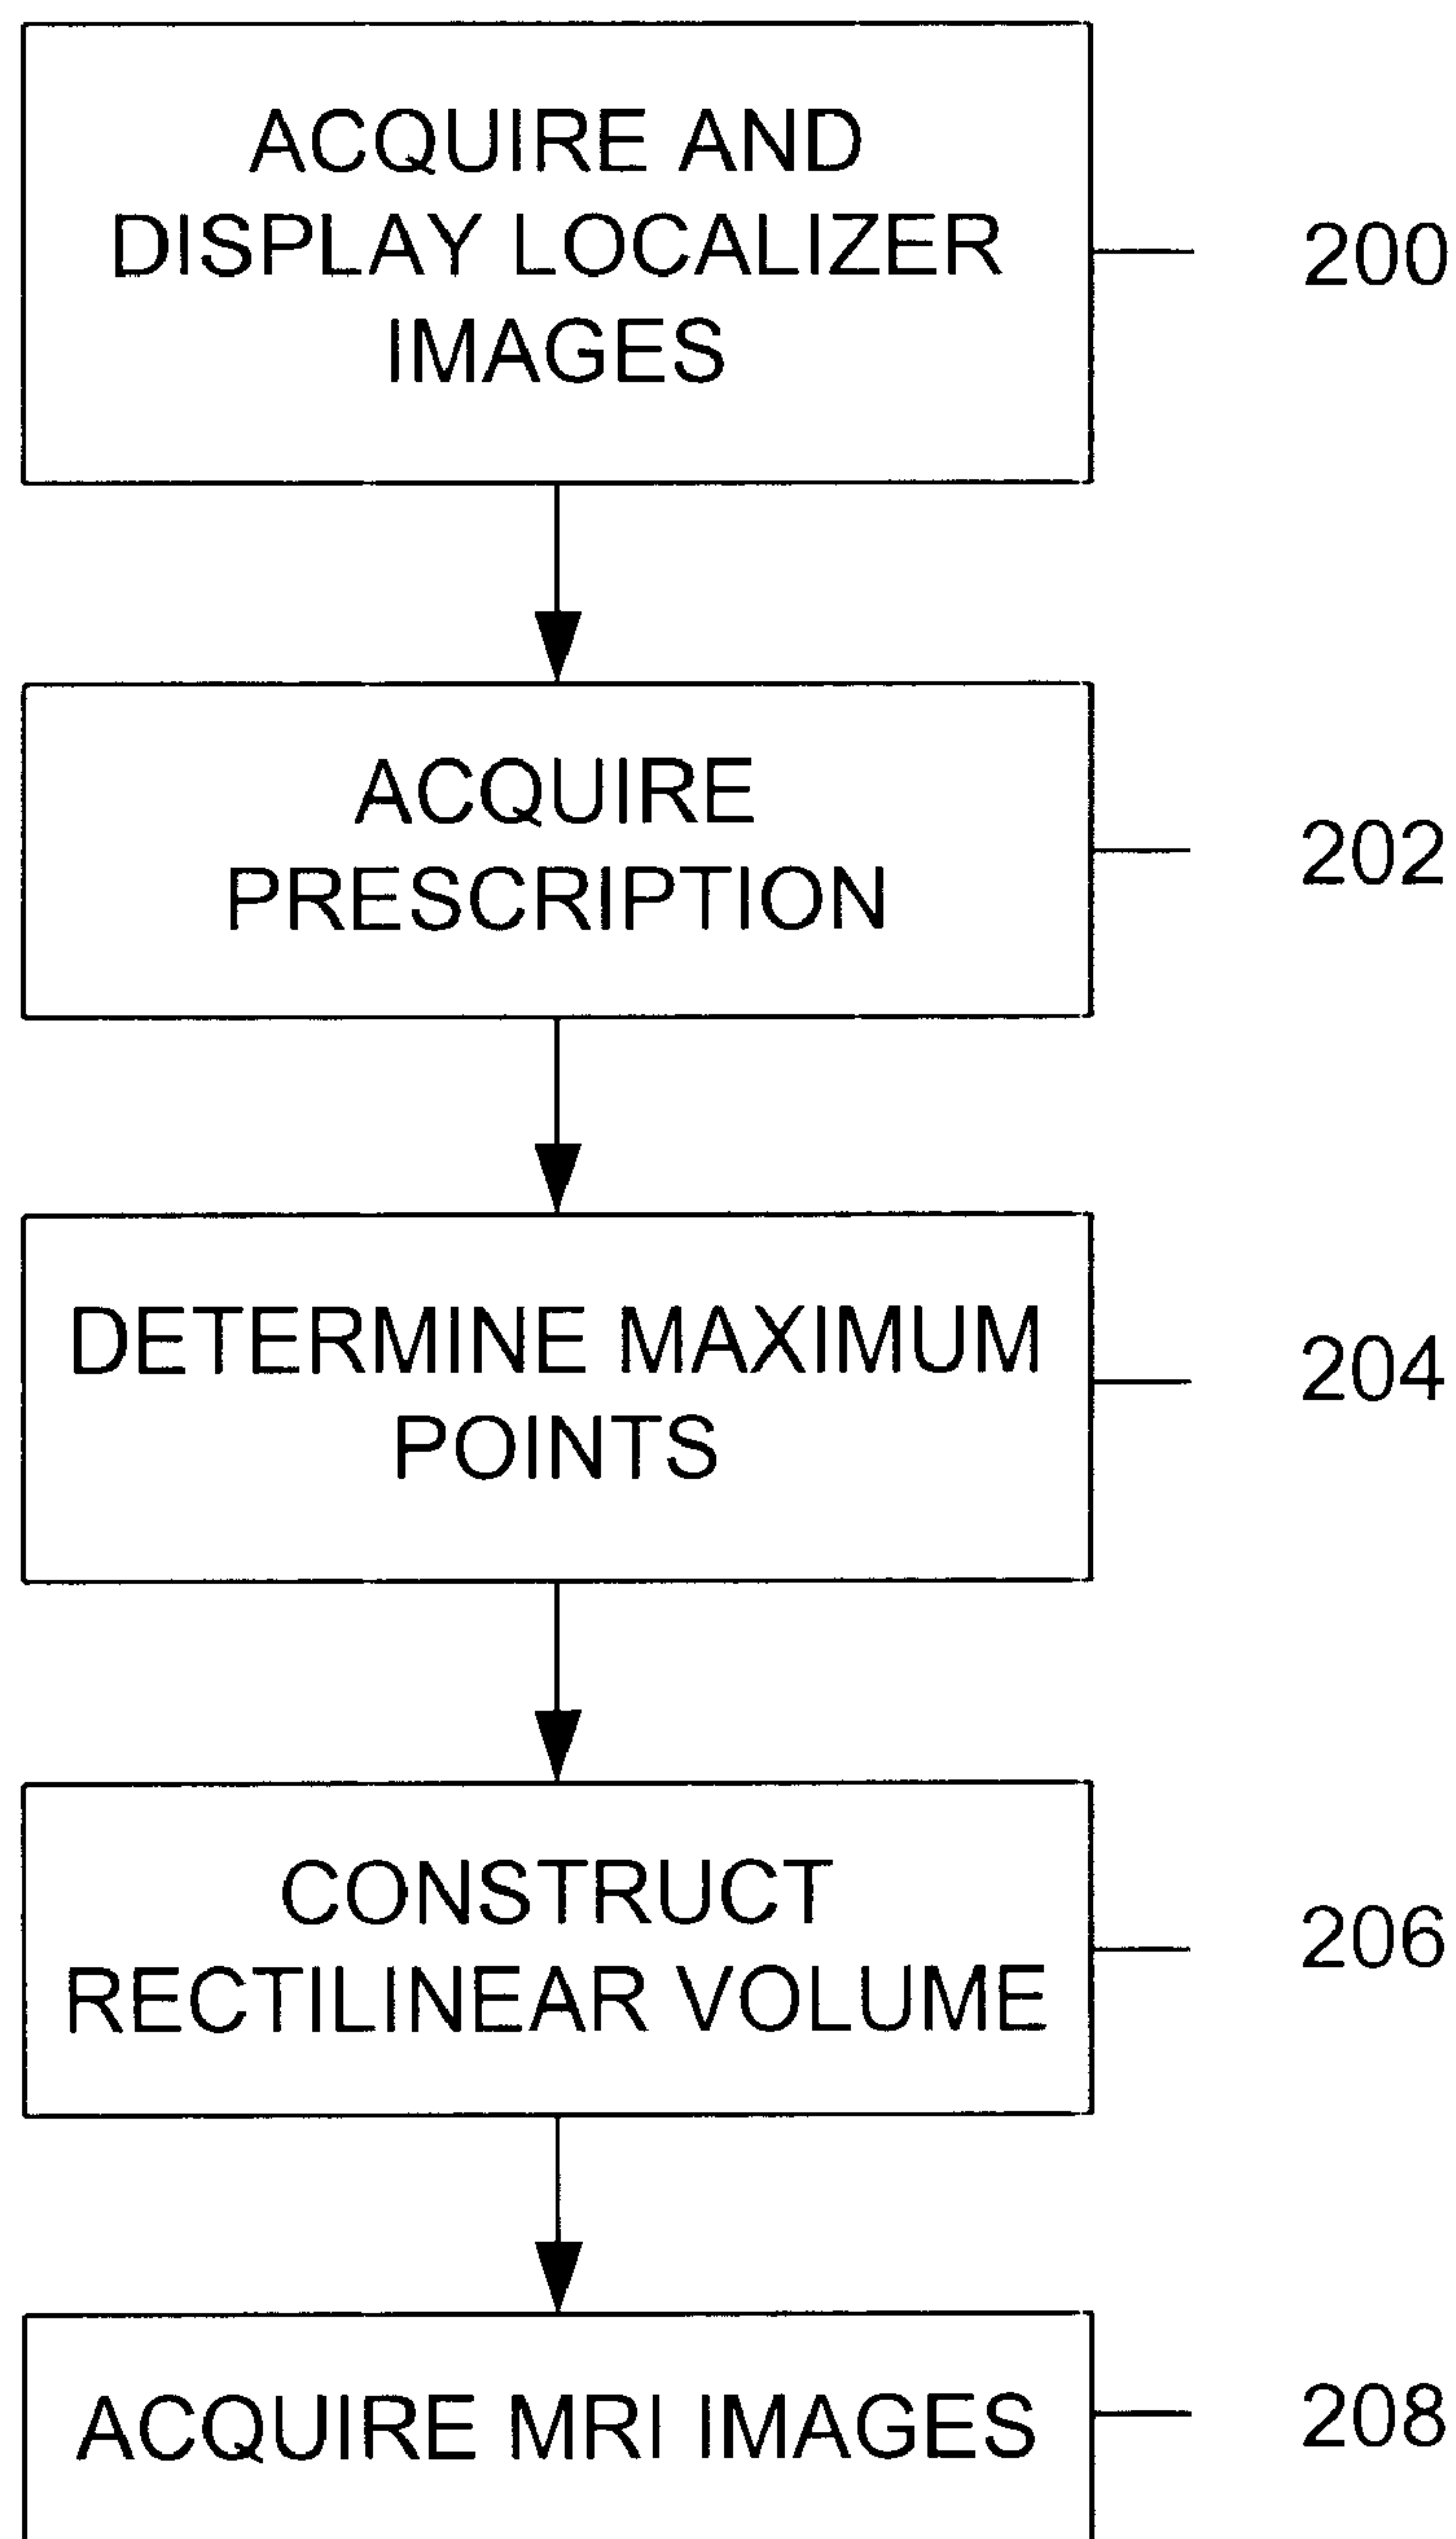 ACQUIRE AND
DISPLAY LOCALIZER
IMAGES
200
ACQUIRE
PRESCRIPTION
202
DETERMINE MAXIMUM
POINTS
204
CONSTRUCT
RECTILINEAR VOLUME
206
ACQUIRE MRI IMAGES
208